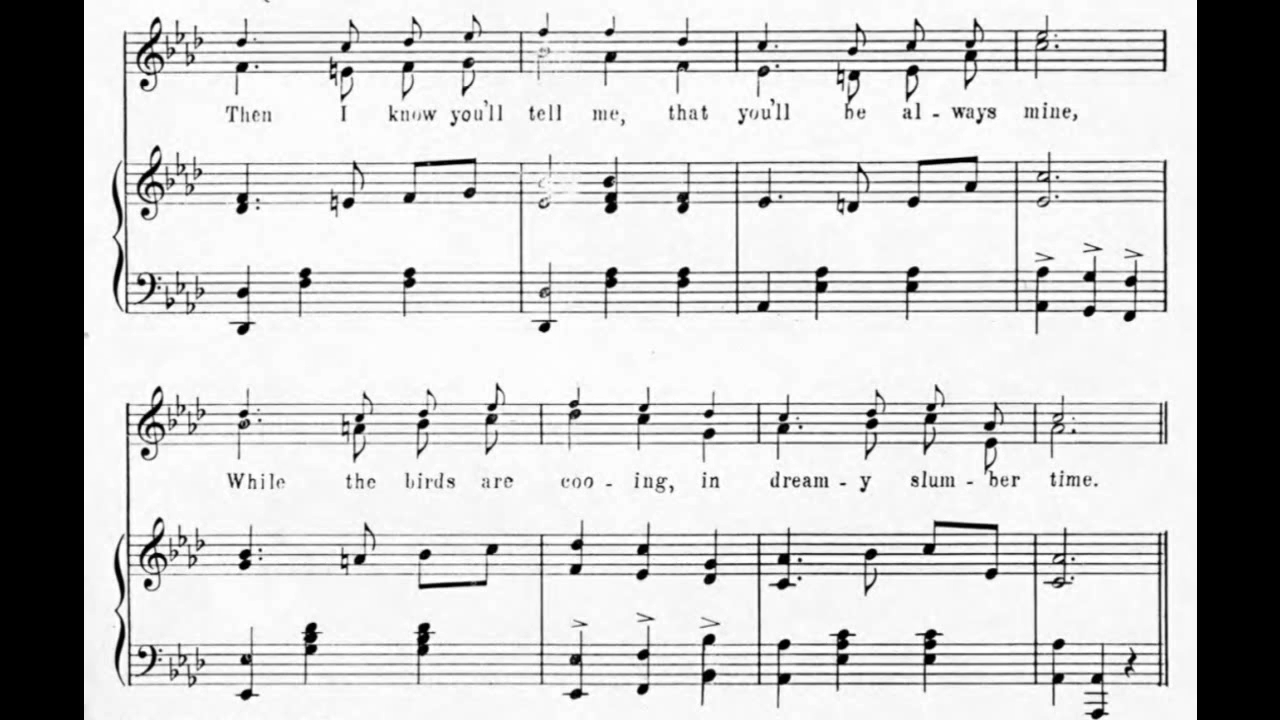 Then I know you'll tell me, that you'll be al - ways mine,
While the birds are coo - ing, in dream - y slum - ber time.